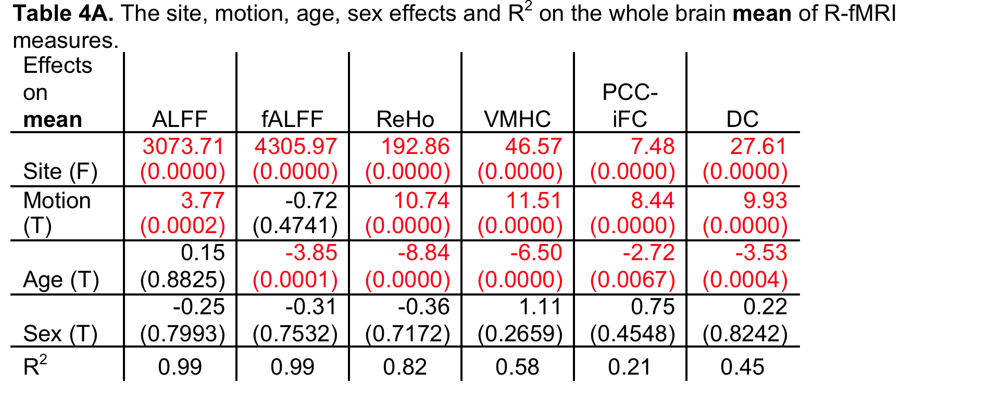 Table 4A. The site, motion, age, sex effects and R² on the whole brain mean of R-fMRI
measures.
Effects
on PCC-
mean ALFF fALFF ReHo VMHC iFC DC
3073.71 4305.97 192.86 46.57 7.48 27.61
Site (F) (0.0000) (0.0000) (0.0000) (0.0000) (0.0000) (0.0000)
Motion 3.77 -0.72 10.74 11.51 8.44 9.93
(T) (0.0002) (0.4741) (0.0000) (0.0000) (0.0000) (0.0000)
0.15 -3.85 -8.84 -6.50 -2.72 -3.53
Age (T) (0.8825) (0.0001) (0.0000) (0.0000) (0.0067) (0.0004)
-0.25 -0.31 -0.36 1.11 0.75 0.22
Sex (T) (0.7993) (0.7532) (0.7172) (0.2659) (0.4548) (0.8242)
R² 0.99 0.99 0.82 0.58 0.21 0.45